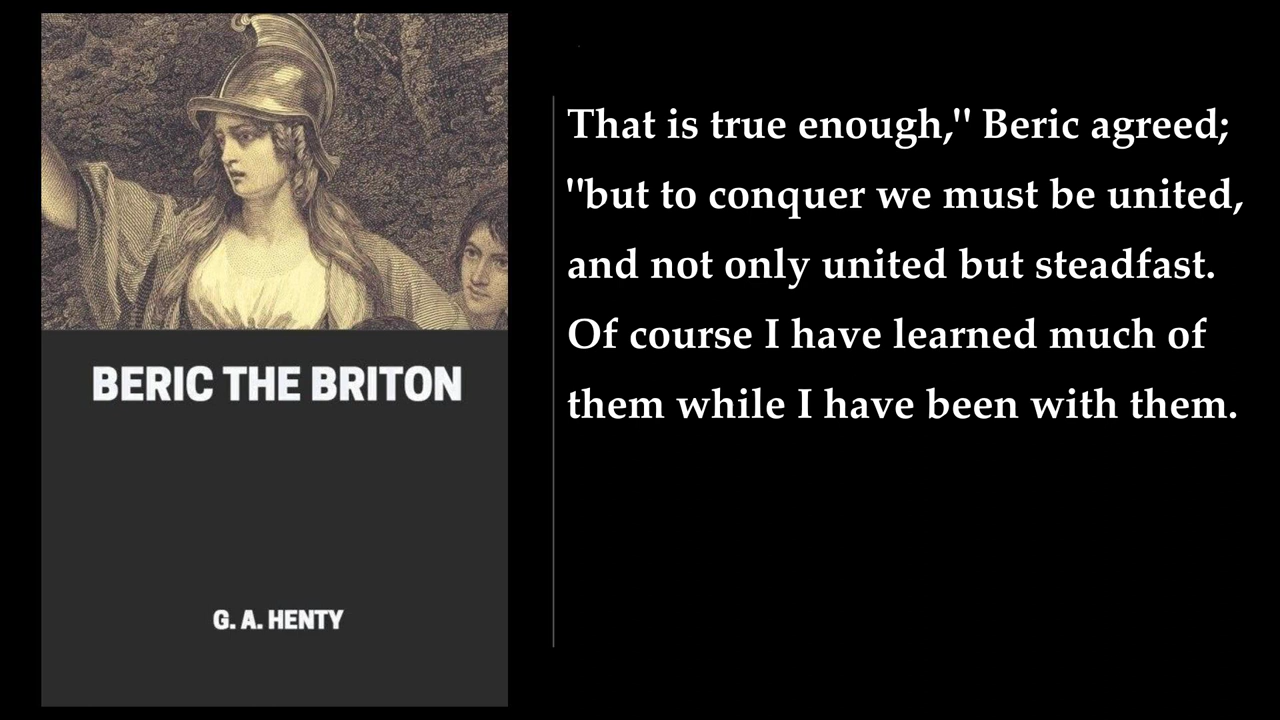 BERIC THE BRITON
G. A. HENTY
That is true enough," Beric agreed;
"but to conquer we must be united,
and not only united but steadfast.
Of course I have learned much of
them while I have been with them.